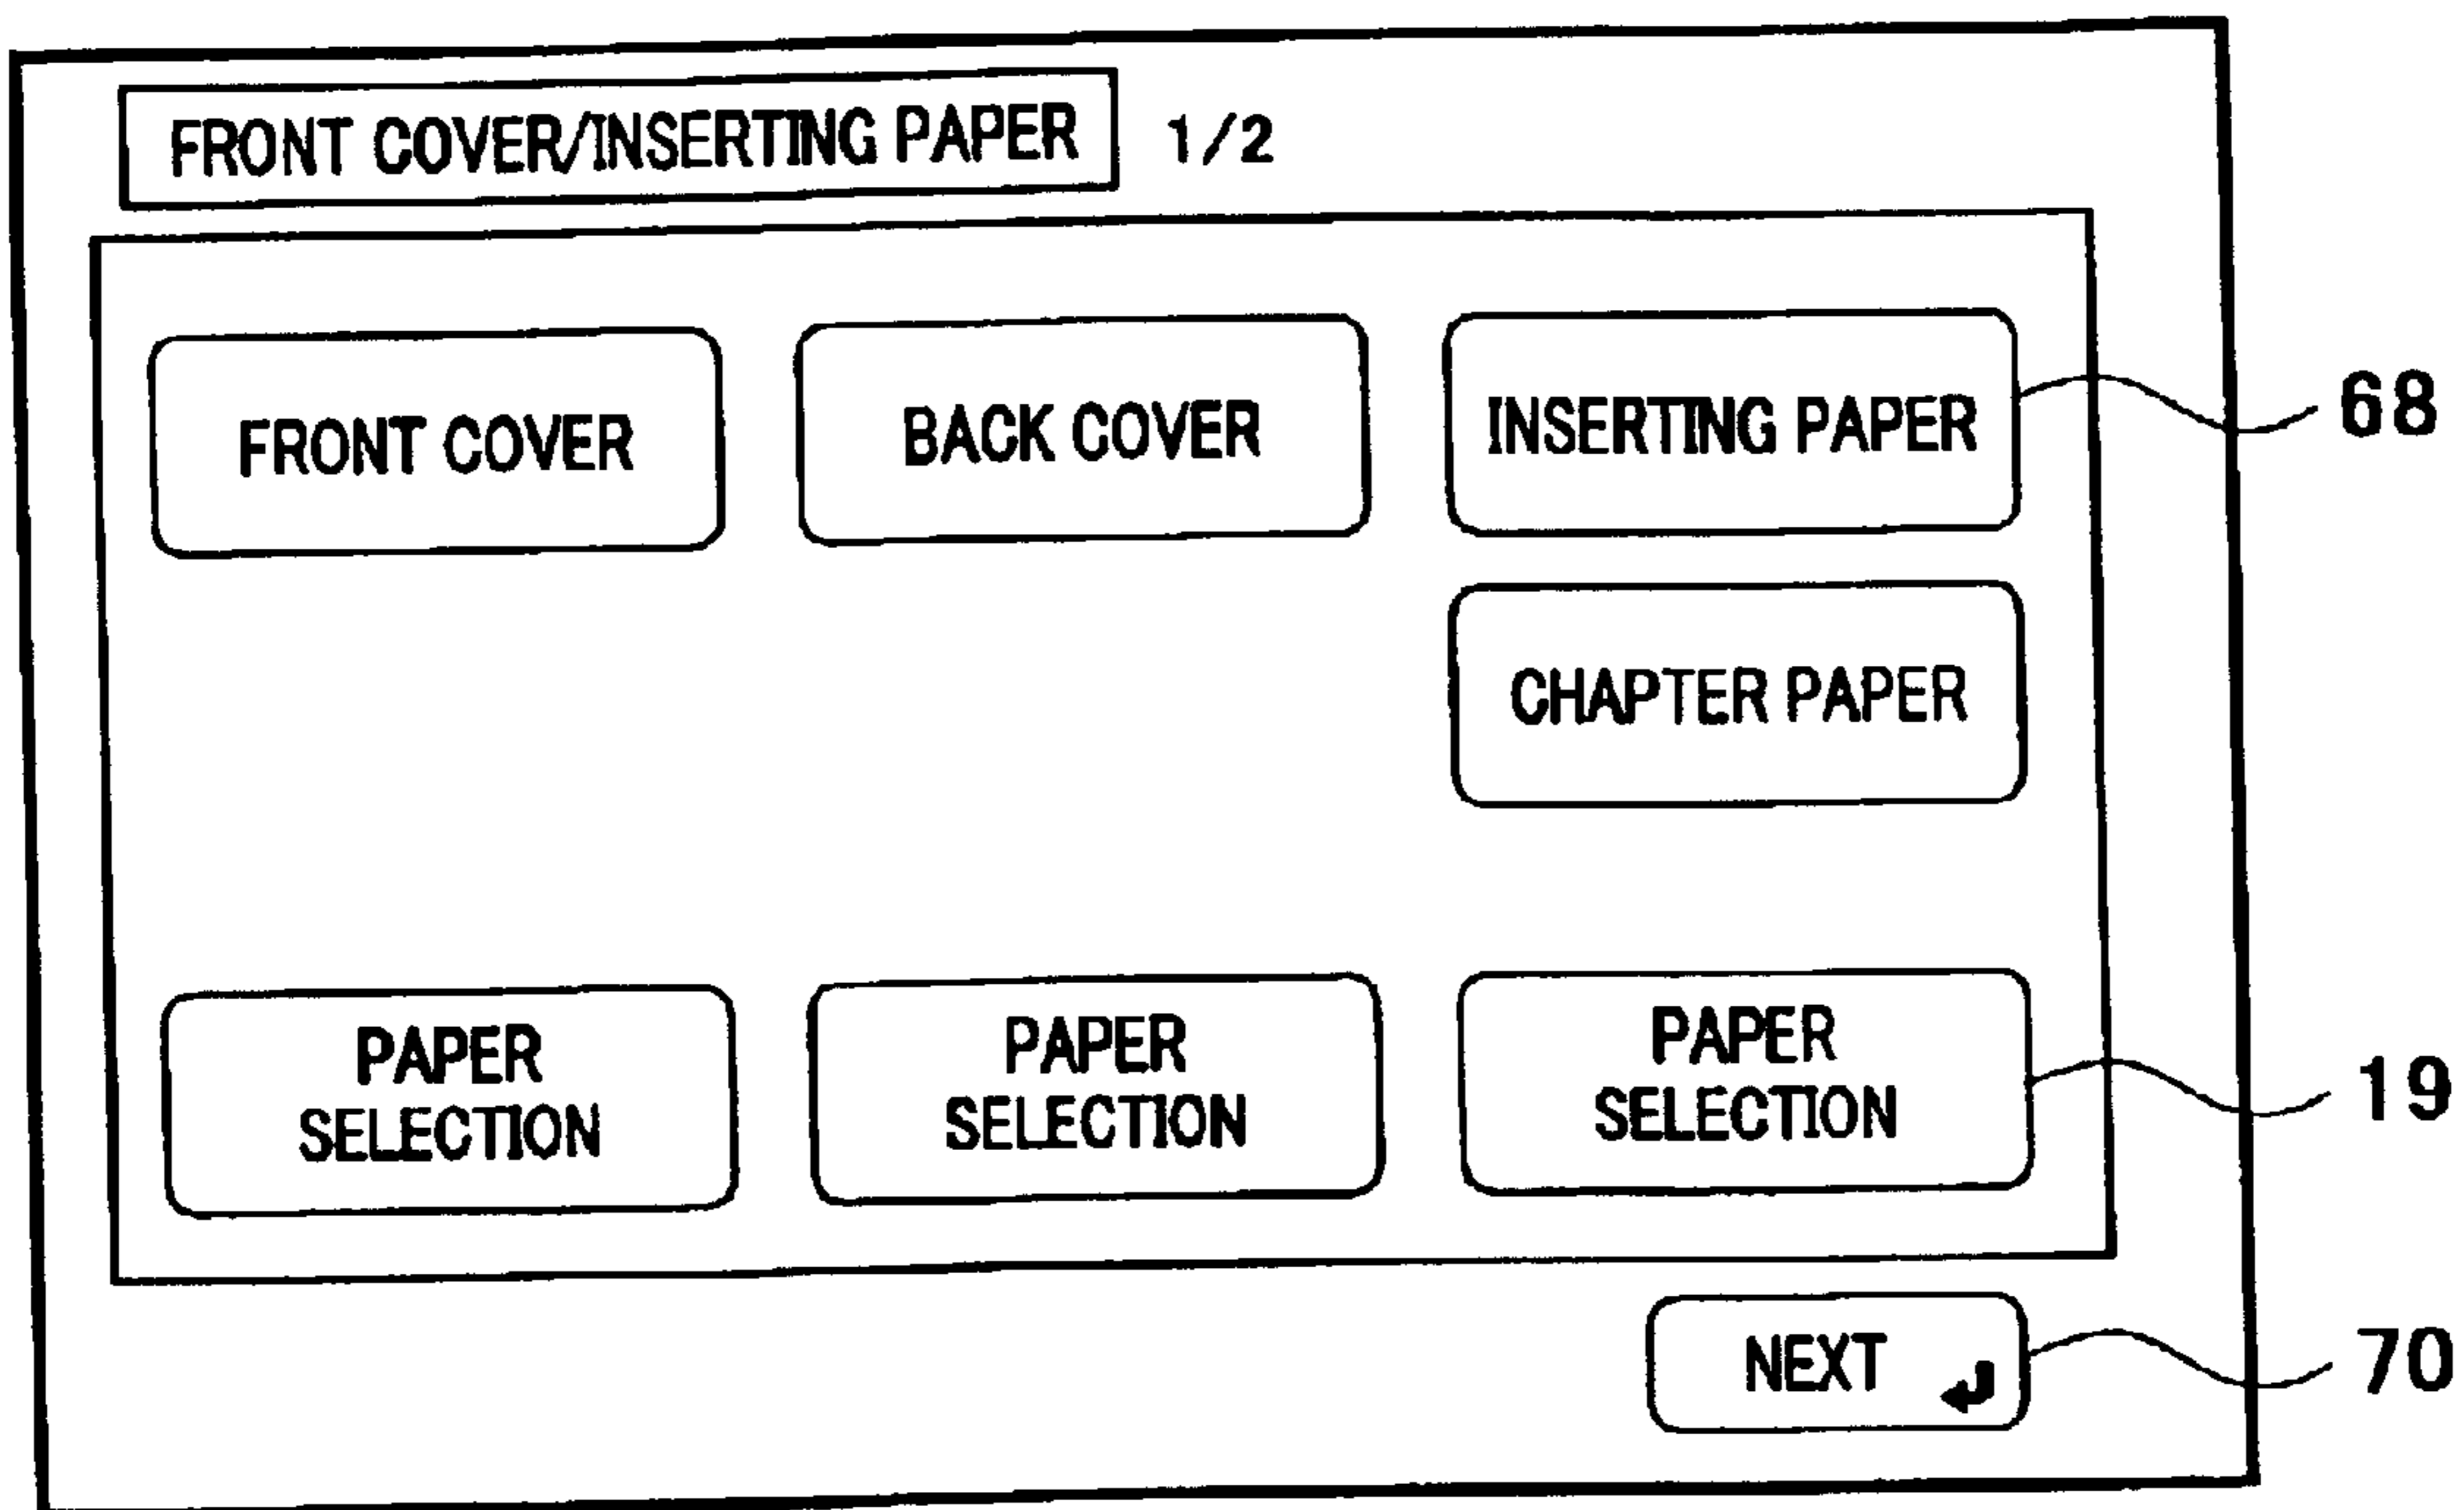 FRONT COVER/INSERTING PAPER 1/2
FRONT COVER
BACK COVER
INSERTING PAPER
68
CHAPTER PAPER
PAPER
SELECTION
PAPER
SELECTION
PAPER
SELECTION
19
NEXT
70